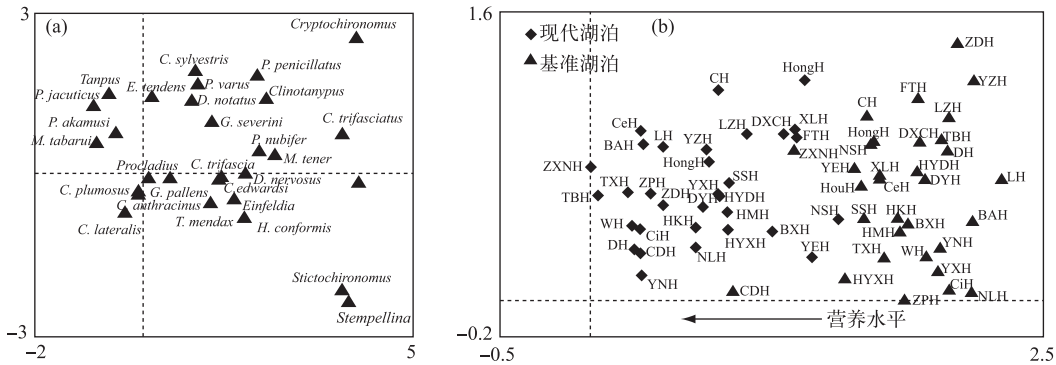 3
(a)
Cryptochironomus
C. sylvestris
P. penicillatus
Tanpus
E. tendens
P. varus
Clinotanypus
P. jacuticus
D. notatus
C. trifasciatus
P. akamusi
G. severini
M. tabarui
P. nubifer
M. tener
Procladius
C. trifascia
D. nervosus
C. plumosus
G. pallens
C. edwardsi
C. anthracinus
Einfeldia
C. lateralis
T. mendax
H. conformis
Stictochironomus
Stempellina
-3
-2
5
1.6
(b)
现代湖泊
基准湖泊
ZDH
HongH
YZH
CH
FTH
CH
LZH
CeH
LZH
DXCH
XLH
HongH
DXCH
TBH
BAH
LH
YZH
FTH
NSH
DH
ZXNH
HongH
ZXNH
YEH
XLH
HYDH
LH
TXH
ZPH
YXH
SSH
HouH
CeH
DYH
TBH
ZDH
DYH
HYDH
WH
CiH
HKH
HMH
BXH
NSH
SSH
HKH
BXH
BAH
DH
CDH
NLH
HYXH
YEH
HMH
TXH
WH
YNH
YNH
CDH
HYXH
YXH
CiH
ZPH
NLH
营养水平
-0.2
-0.5
2.5